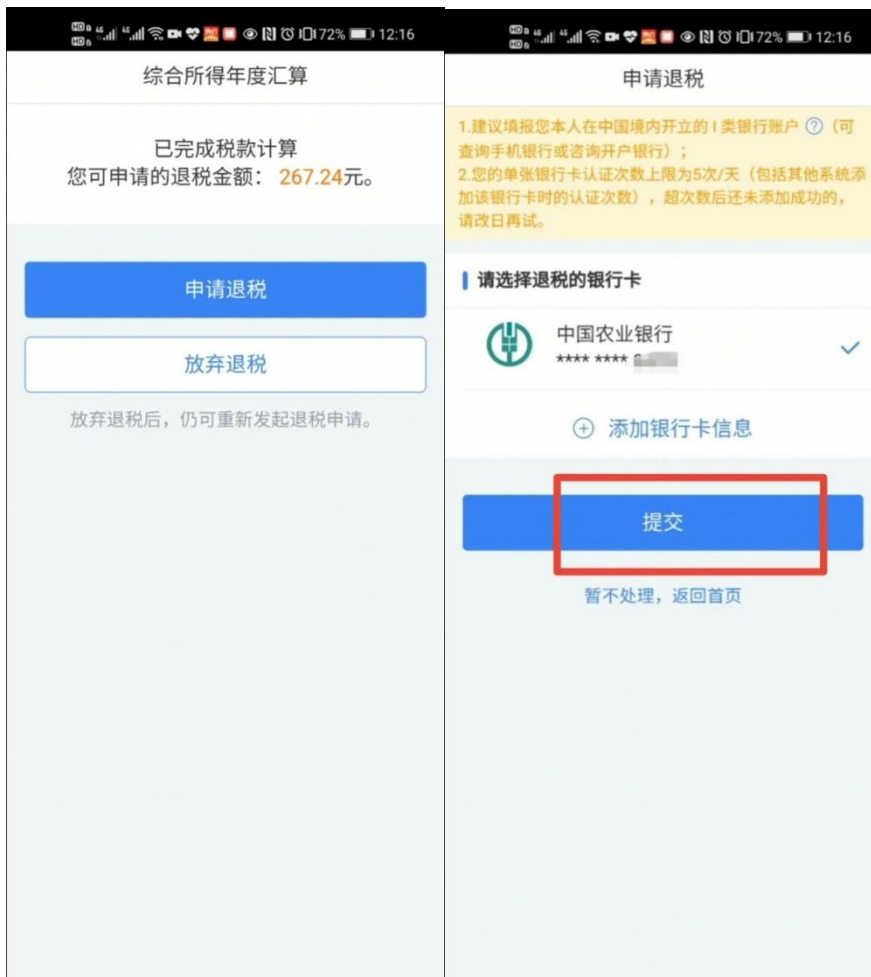 72% 12:16
综合所得年度汇算
已完成税款计算
您可申请的退税金额： 267.24元。
申请退税
放弃退税
放弃退税后，仍可重新发起退税申请。
72% 12:16
申请退税
1.建议填报您本人在中国境内开立的 I 类银行账户 ?（可
查询手机银行或咨询开户银行）；
2.您的单张银行卡认证次数上限为5次/天（包括其他系统添
加该银行卡时的认证次数），超次数后还未添加成功的，
请改日再试。
请选择退税的银行卡
中国农业银行
**** ****
添加银行卡信息
提交
暂不处理，返回首页